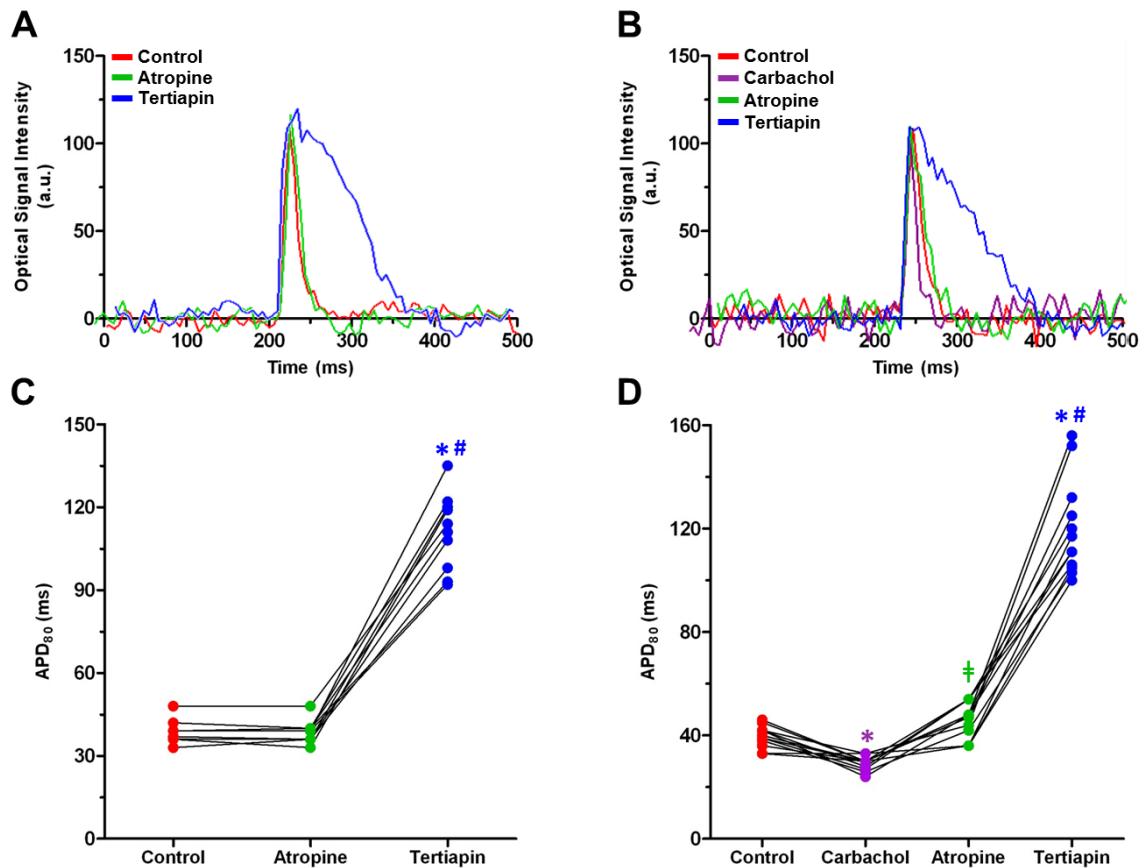 A
150
Control
Atropine
Tertiapin
100
50
0
Optical Signal Intensity
(a.u.)
0 100 200 300 400 500
Time (ms)
B
150
Control
Carbachol
Atropine
Tertiapin
100
50
0
Optical Signal Intensity
(a.u.)
0 100 200 300 400 500
Time (ms)
C
150
120
90
60
30
0
APD80 (ms)
* #
Control Atropine Tertiapin
D
160
120
80
40
0
APD80 (ms)
*
ǂ
* #
Control Carbachol Atropine Tertiapin